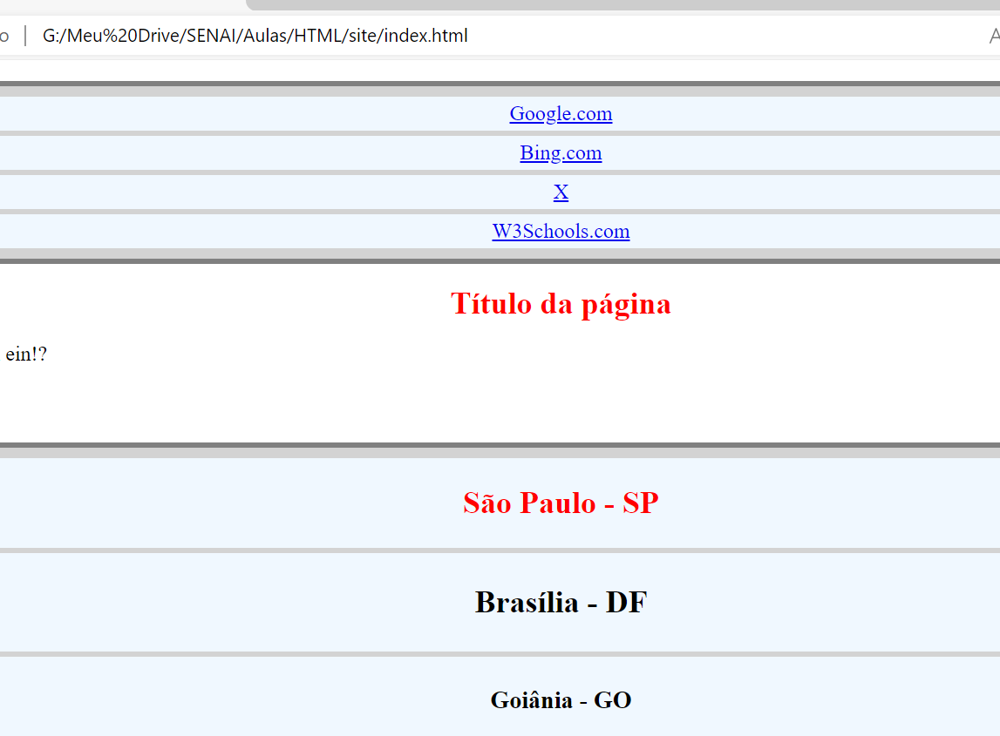 G:/Meu%20Drive/SENAI/Aulas/HTML/site/index.html
Google.com
Bing.com
X
W3Schools.com
Título da página
ein!?
São Paulo - SP
Brasília - DF
Goiânia - GO